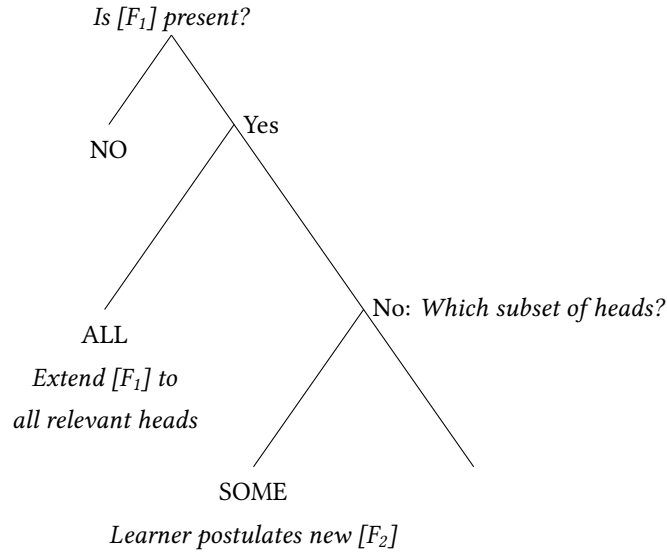 Is [F₁] present?
Yes
NO
No: Which subset of heads?
ALL
Extend [F₁] to
all relevant heads
SOME
Learner postulates new [F₂]